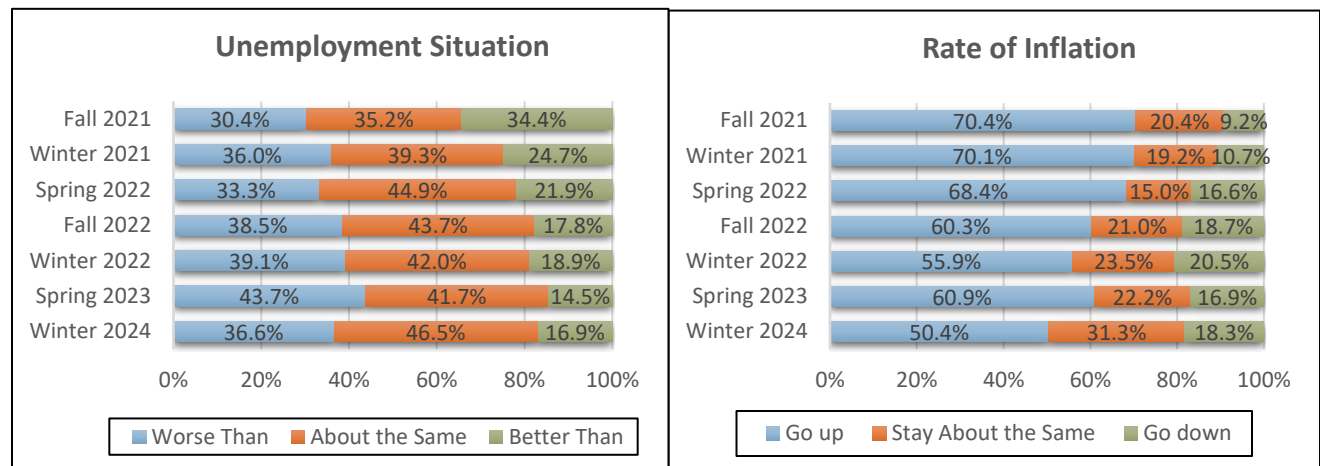 Unemployment Situation
Fall 2021 30.4% 35.2% 34.4%
Winter 2021 36.0% 39.3% 24.7%
Spring 2022 33.3% 44.9% 21.9%
Fall 2022 38.5% 43.7% 17.8%
Winter 2022 39.1% 42.0% 18.9%
Spring 2023 43.7% 41.7% 14.5%
Winter 2024 36.6% 46.5% 16.9%
0% 20% 40% 60% 80% 100%
Worse Than About the Same Better Than
Rate of Inflation
Fall 2021 70.4% 20.4% 9.2%
Winter 2021 70.1% 19.2% 10.7%
Spring 2022 68.4% 15.0% 16.6%
Fall 2022 60.3% 21.0% 18.7%
Winter 2022 55.9% 23.5% 20.5%
Spring 2023 60.9% 22.2% 16.9%
Winter 2024 50.4% 31.3% 18.3%
0% 20% 40% 60% 80% 100%
Go up Stay About the Same Go down